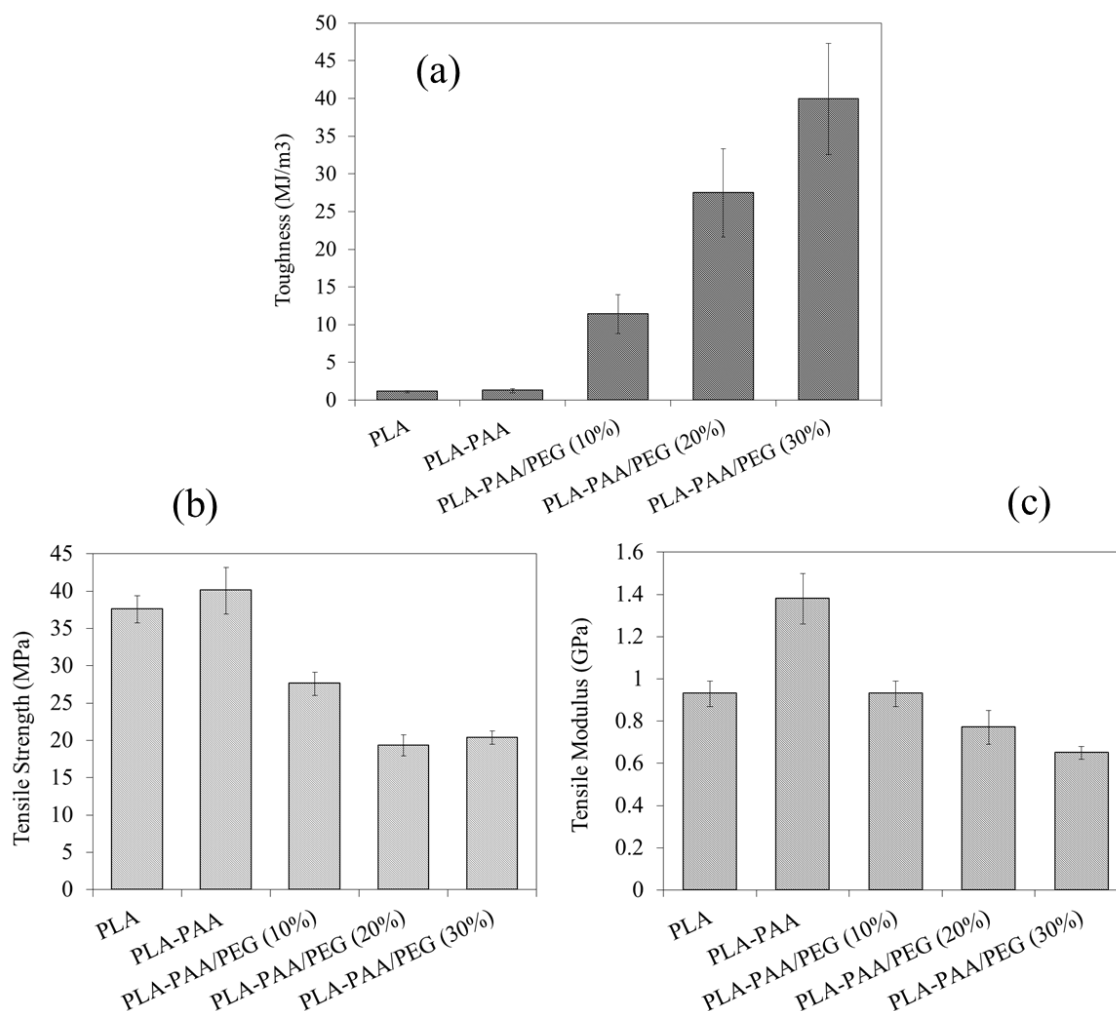 (a)
Toughness (MJ/m3)
50
45
40
35
30
25
20
15
10
5
0
PLA
PLA-PAA
PLA-PAA/PEG (10%)
PLA-PAA/PEG (20%)
PLA-PAA/PEG (30%)
(b)
Tensile Strength (MPa)
45
40
35
30
25
20
15
10
5
0
PLA
PLA-PAA
PLA-PAA/PEG (10%)
PLA-PAA/PEG (20%)
PLA-PAA/PEG (30%)
(c)
Tensile Modulus (GPa)
1.6
1.4
1.2
1
0.8
0.6
0.4
0.2
0
PLA
PLA-PAA
PLA-PAA/PEG (10%)
PLA-PAA/PEG (20%)
PLA-PAA/PEG (30%)